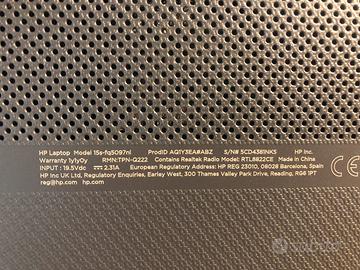 HP Laptop Model 15s-fq5097nl ProdID AQ1Y3EA#ABZ S/N# 5CD4381NKS HP Inc.
Warranty 1y1y0y RMN:TPN-Q222 Contains Realtek Radio Model: RTL8822CE Made in China
INPUT : 19.5Vdc ⎓ 2.31A European Regulatory Address: HP REG 23010, 08028 Barcelona, Spain
HP Inc UK Ltd, Regulatory Enquiries, Earley West, 300 Thames Valley Park Drive, Reading, RG6 1PT
reg@hp.com hp.com
subito